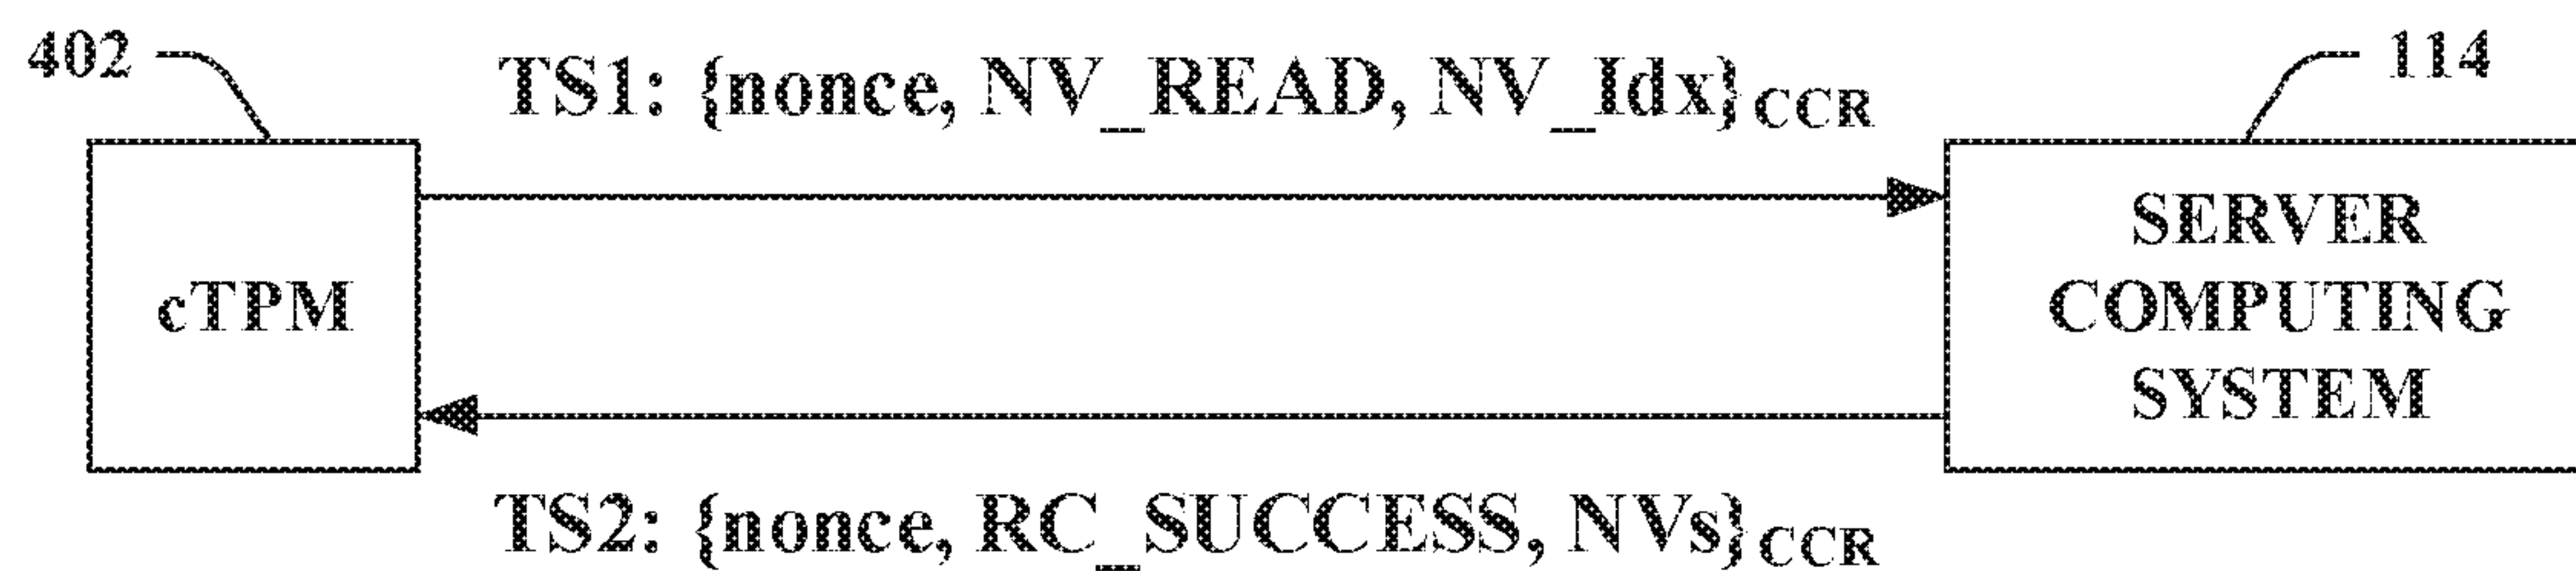 402
TS1: {nonce, NV_READ, NV_Idx}CCR
114
cTPM
SERVER
COMPUTING
SYSTEM
TS2: {nonce, RC_SUCCESS, NVs}CCR